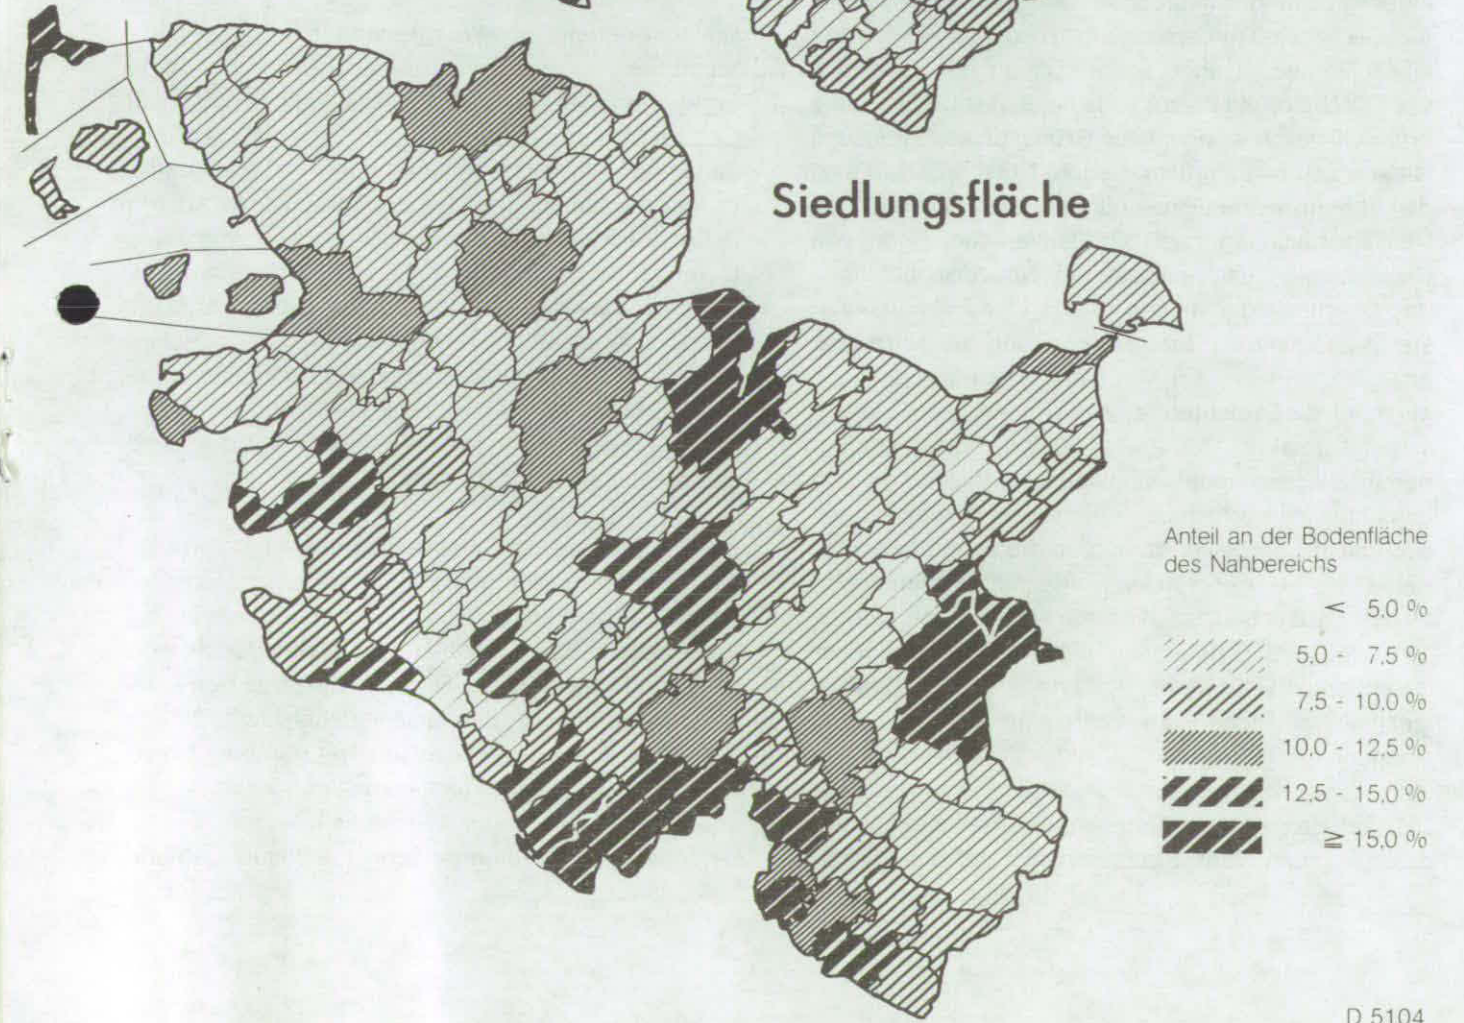 Siedlungsfläche
Anteil an der Bodenfläche
des Nahbereichs
< 5.0 %
5.0 - 7.5 %
7.5 - 10.0 %
10.0 - 12.5 %
12.5 - 15.0 %
≧ 15.0 %
D 5104